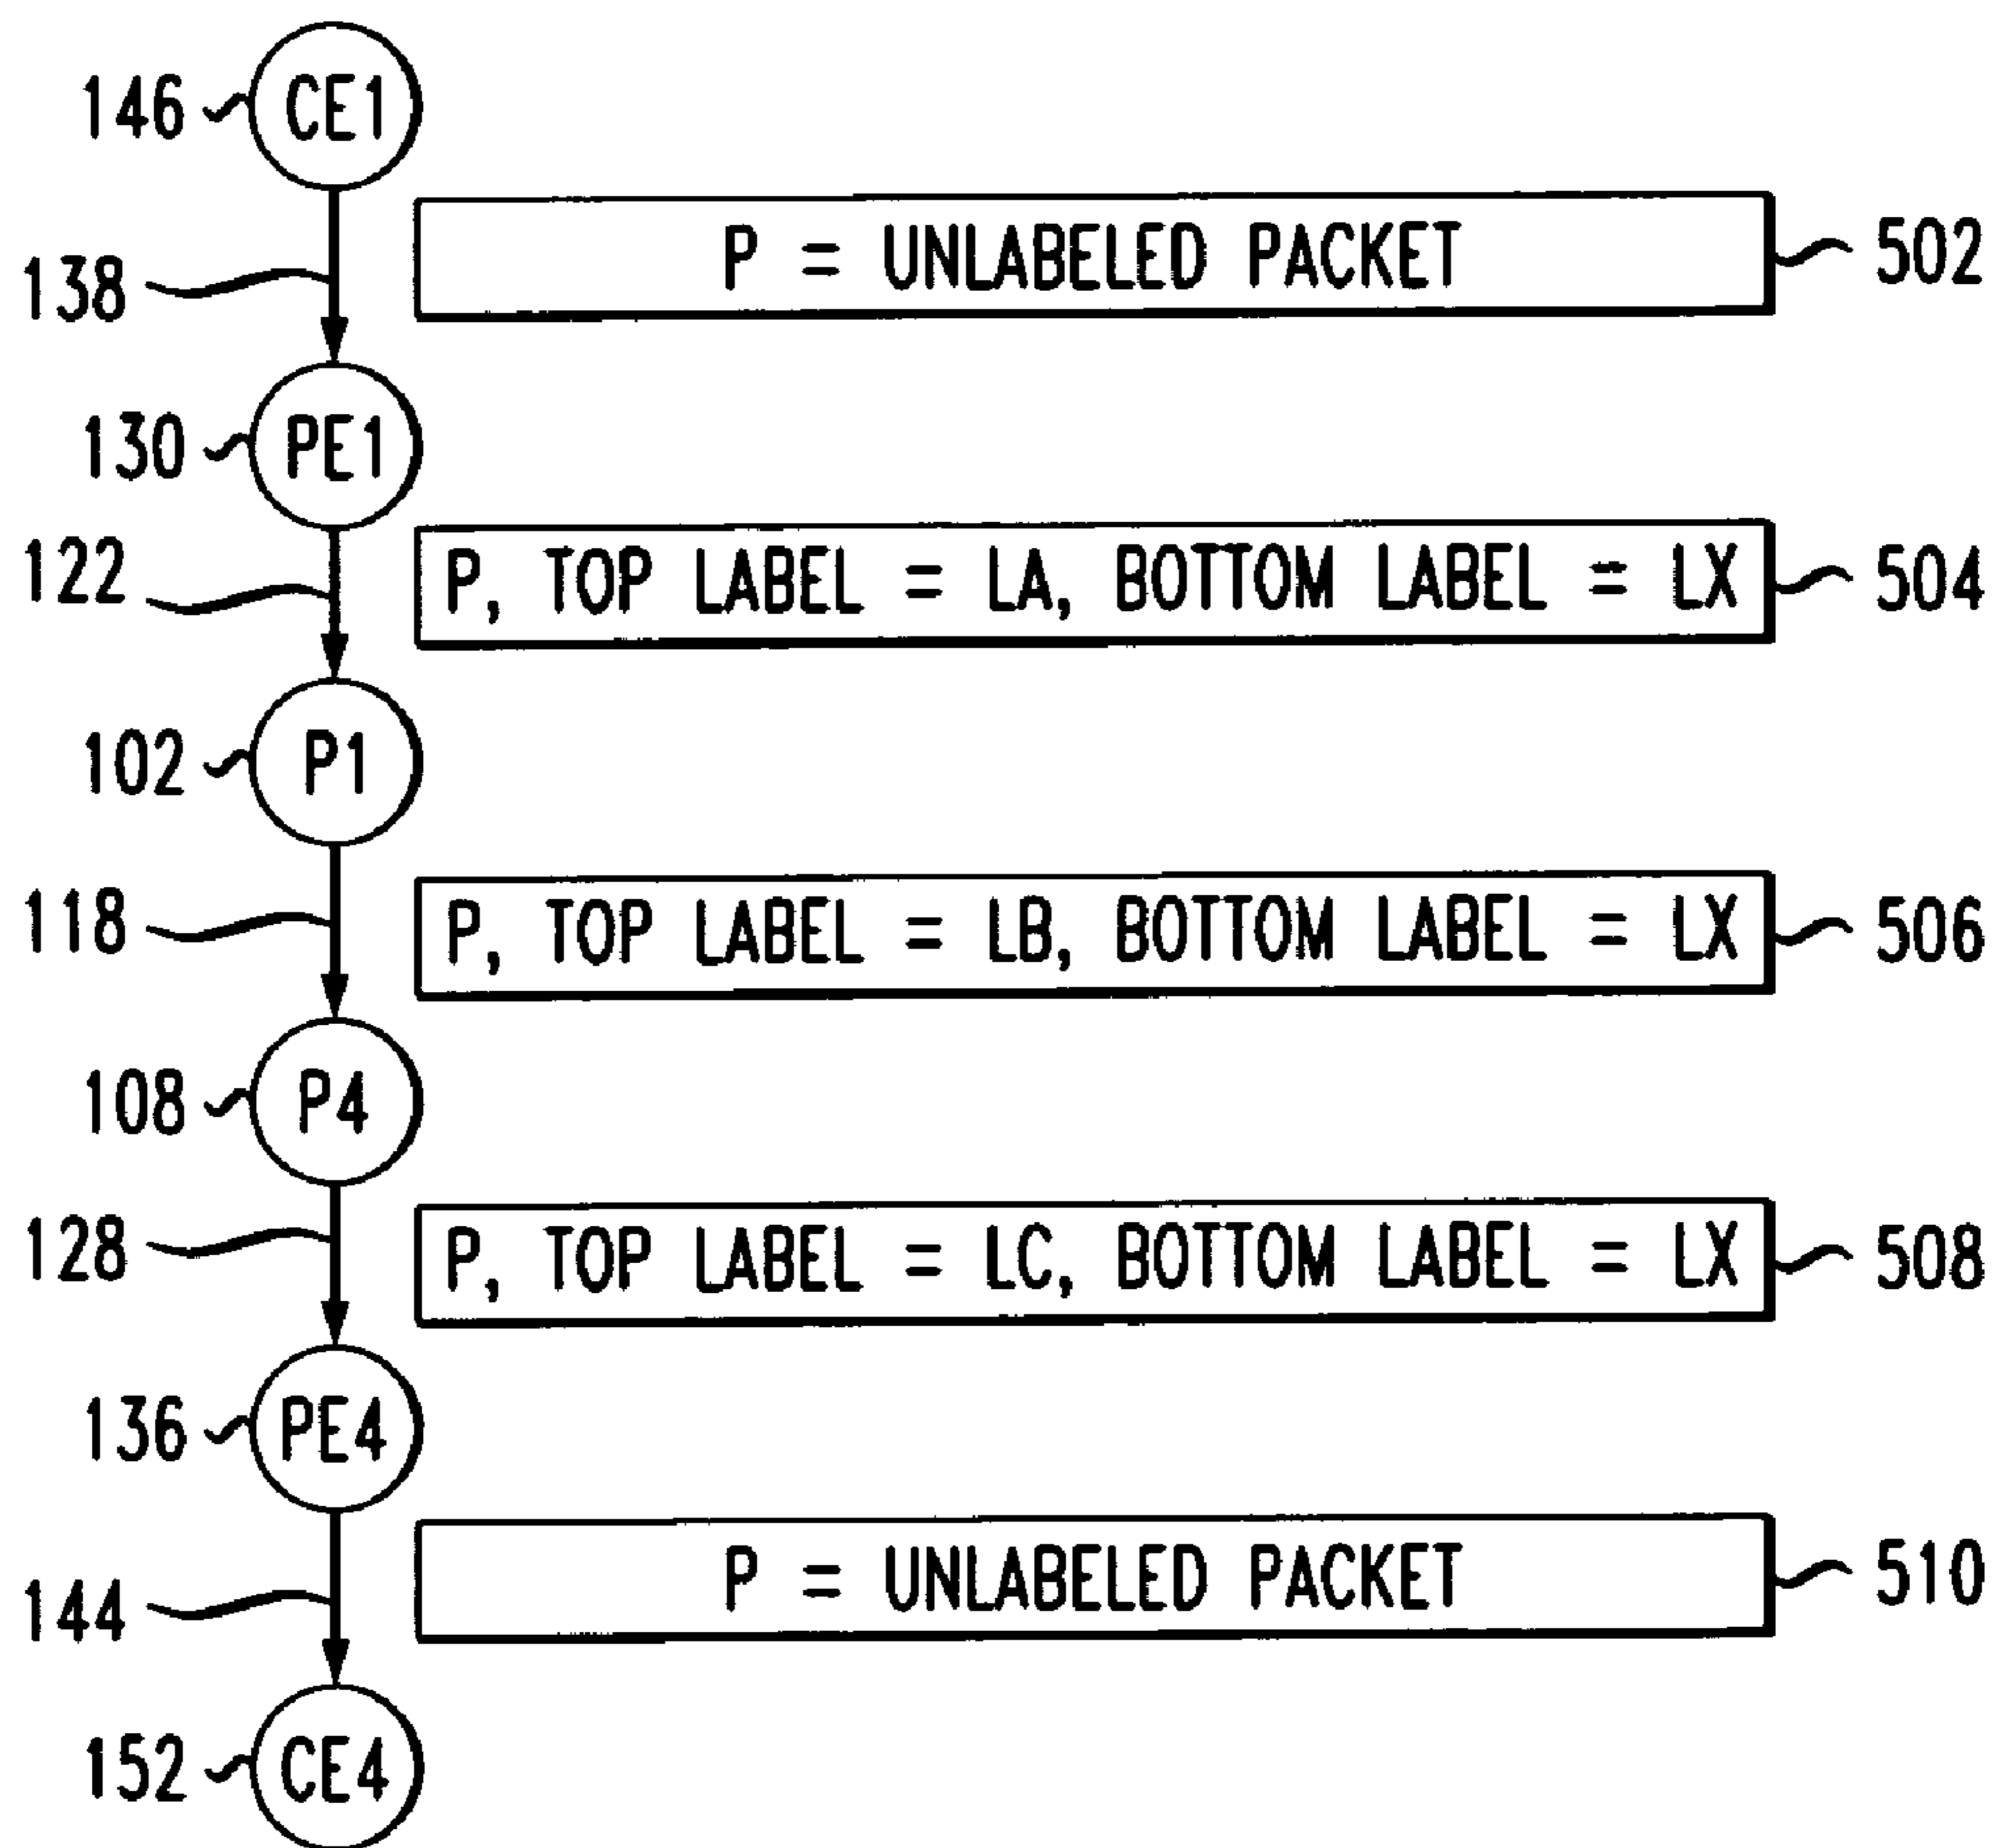 146 CE1
P = UNLABELED PACKET 502
138
130 PE1
122 P, TOP LABEL = LA, BOTTOM LABEL = LX 504
102 P1
118 P, TOP LABEL = LB, BOTTOM LABEL = LX 506
108 P4
128 P, TOP LABEL = LC, BOTTOM LABEL = LX 508
136 PE4
P = UNLABELED PACKET 510
144
152 CE4